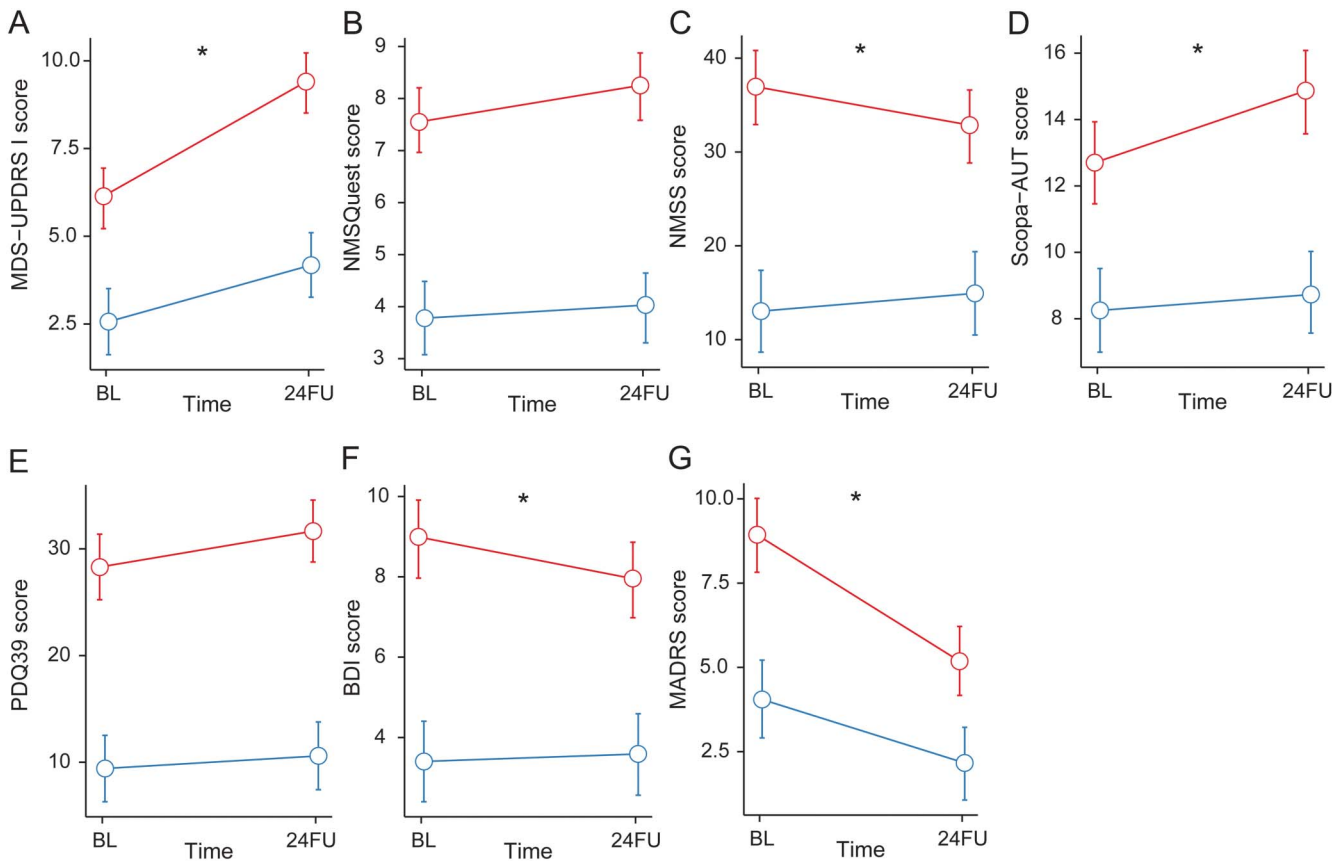 A
MDS−UPDRS I score
10.0
7.5
5.0
2.5
*
BL
Time
24FU
B
NMSQuest score
9
8
7
6
5
4
3
BL
Time
24FU
C
NMSS score
40
30
20
10
*
BL
Time
24FU
D
Scopa−AUT score
16
14
12
10
8
*
BL
Time
24FU
E
PDQ39 score
30
20
10
BL
Time
24FU
F
BDI score
10
8
6
4
*
BL
Time
24FU
G
MADRS score
10.0
7.5
5.0
2.5
*
BL
Time
24FU